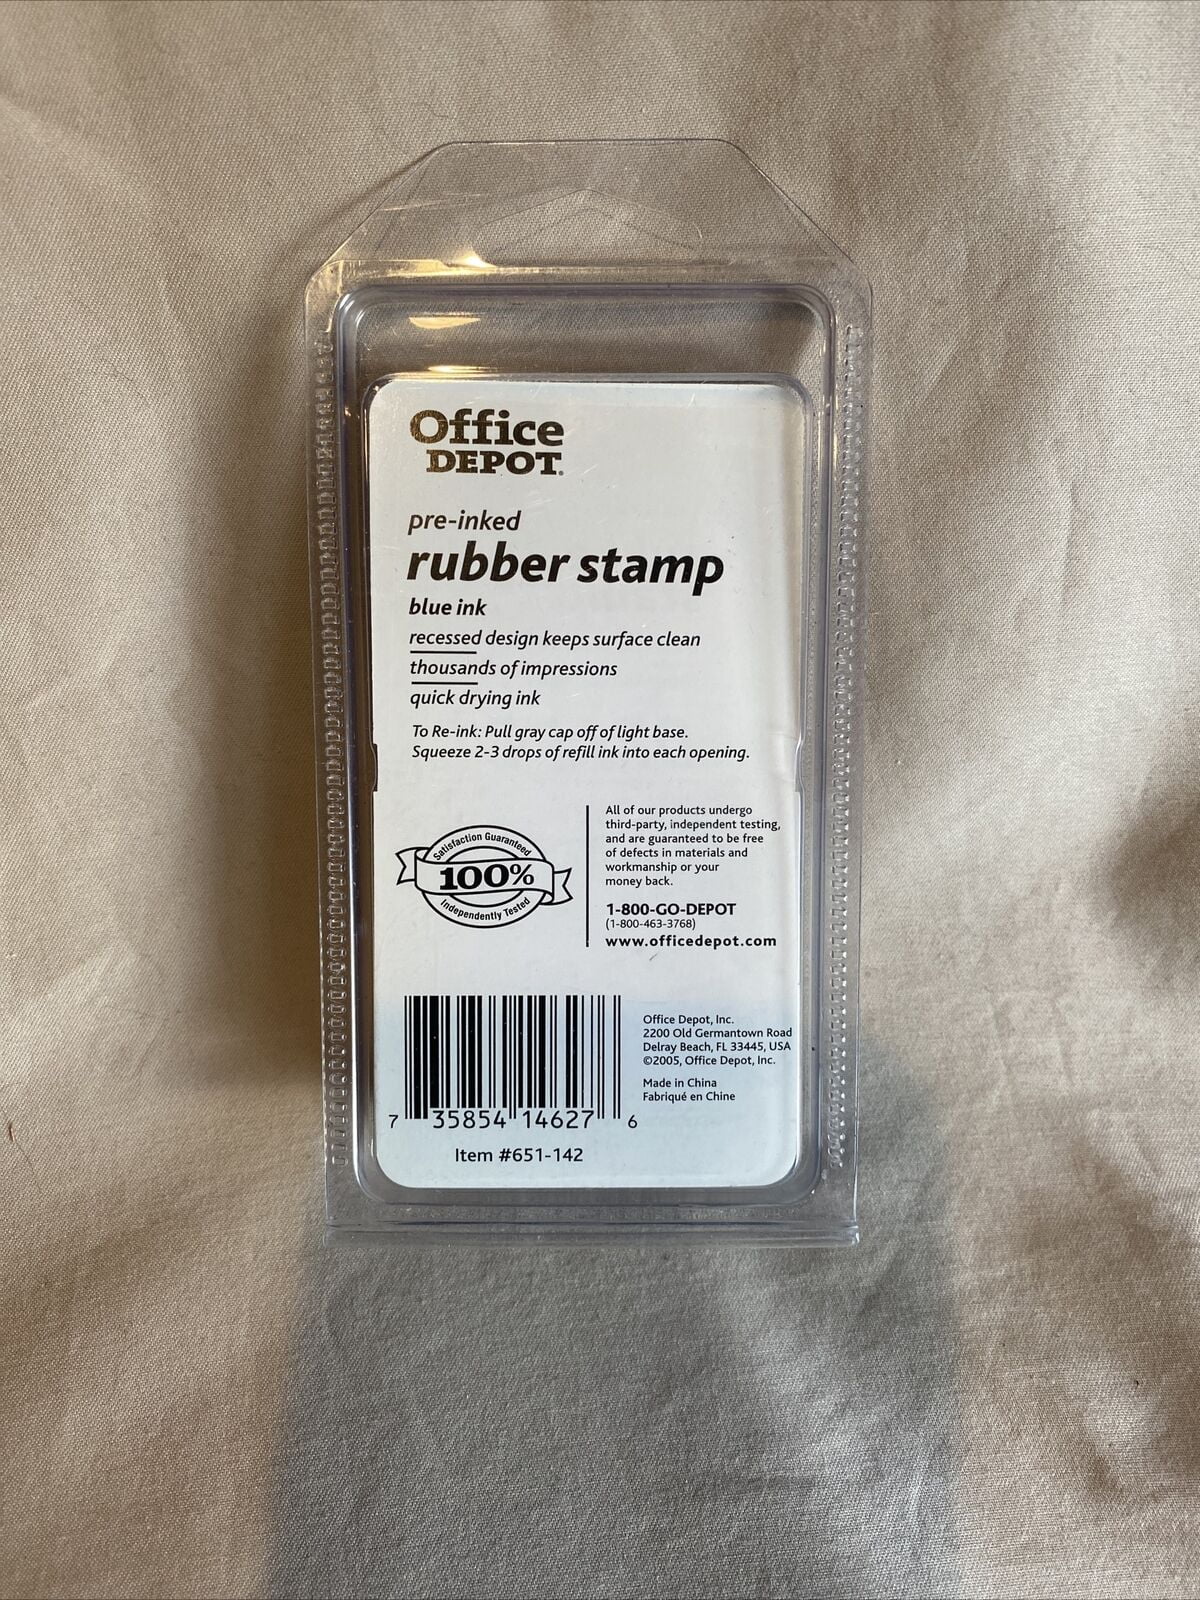 Office
DEPOT®
pre-inked
rubber stamp
blue ink
recessed design keeps surface clean
thousands of impressions
quick drying ink
To Re-ink: Pull gray cap off of light base.
Squeeze 2-3 drops of refill ink into each opening.
Satisfaction Guaranteed
100%
Independently Tested
All of our products undergo
third-party, independent testing,
and are guaranteed to be free
of defects in materials and
workmanship or your
money back.
1-800-GO-DEPOT
(1-800-463-3768)
www.officedepot.com
7 35854 14627 6
Item #651-142
Office Depot, Inc.
2200 Old Germantown Road
Delray Beach, FL 33445, USA
©2005, Office Depot, Inc.
Made in China
Fabriqué en Chine